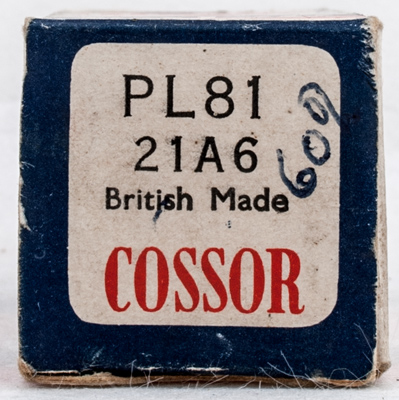 PL81
21A6
British Made
COSSOR
609